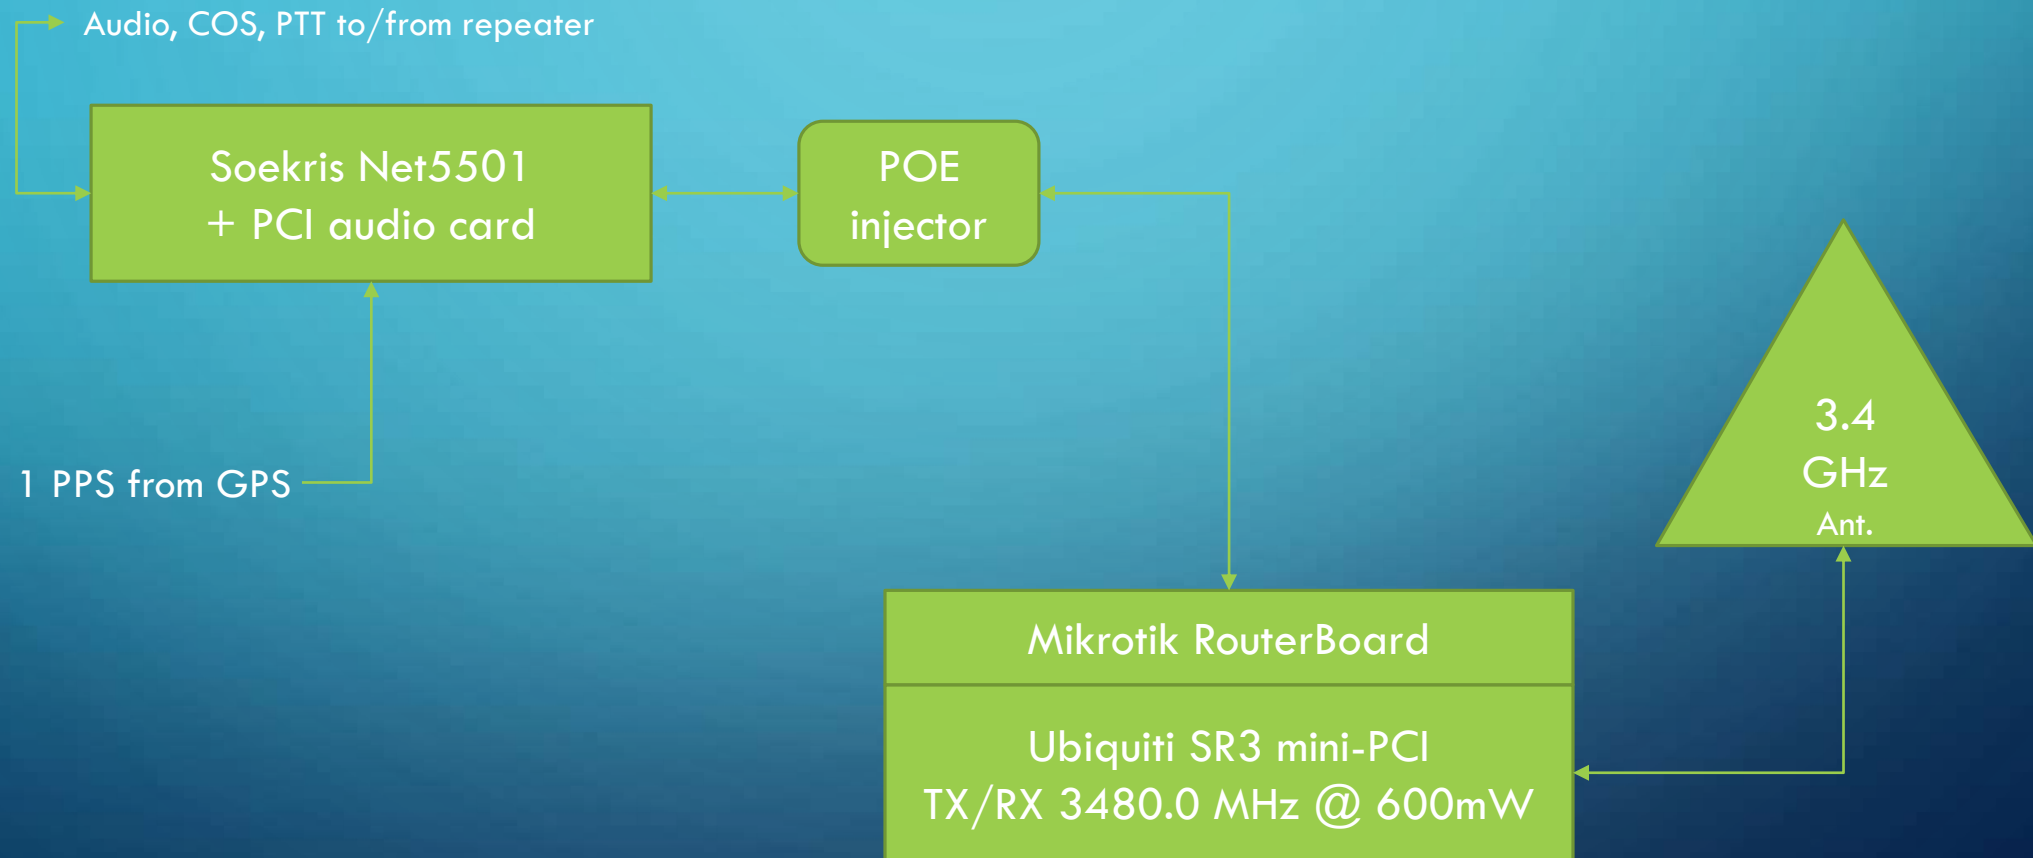 Audio, COS, PTT to/from repeater
Soekris Net5501
+ PCI audio card
POE
injector
3.4
GHz
Ant.
1 PPS from GPS
Mikrotik RouterBoard
Ubiquiti SR3 mini-PCI
TX/RX 3480.0 MHz @ 600mW